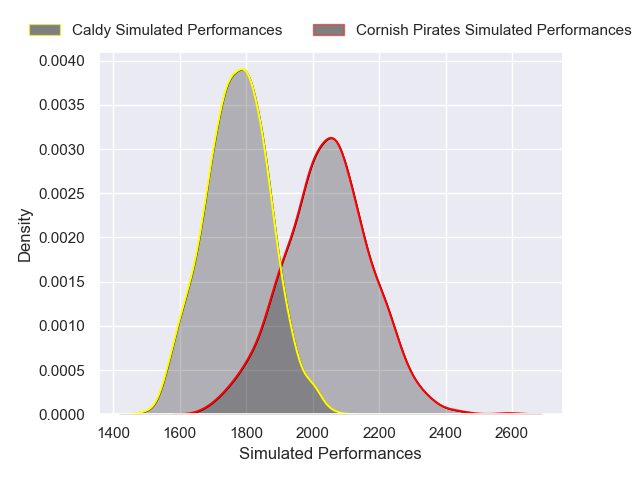 Caldy Simulated Performances   Cornish Pirates Simulated Performances
0.0040
0.0035
0.0030
0.0025
0.0020
0.0015
0.0010
0.0005
0.0000
Density
1400 1600 1800 2000 2200 2400 2600
Simulated Performances